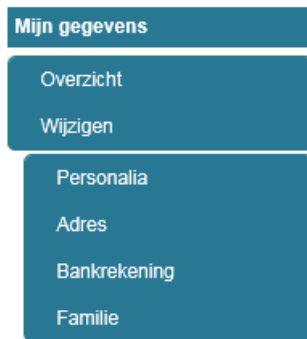 Mijn gegevens
Overzicht
Wijzigen
Personalia
Adres
Bankrekening
Familie